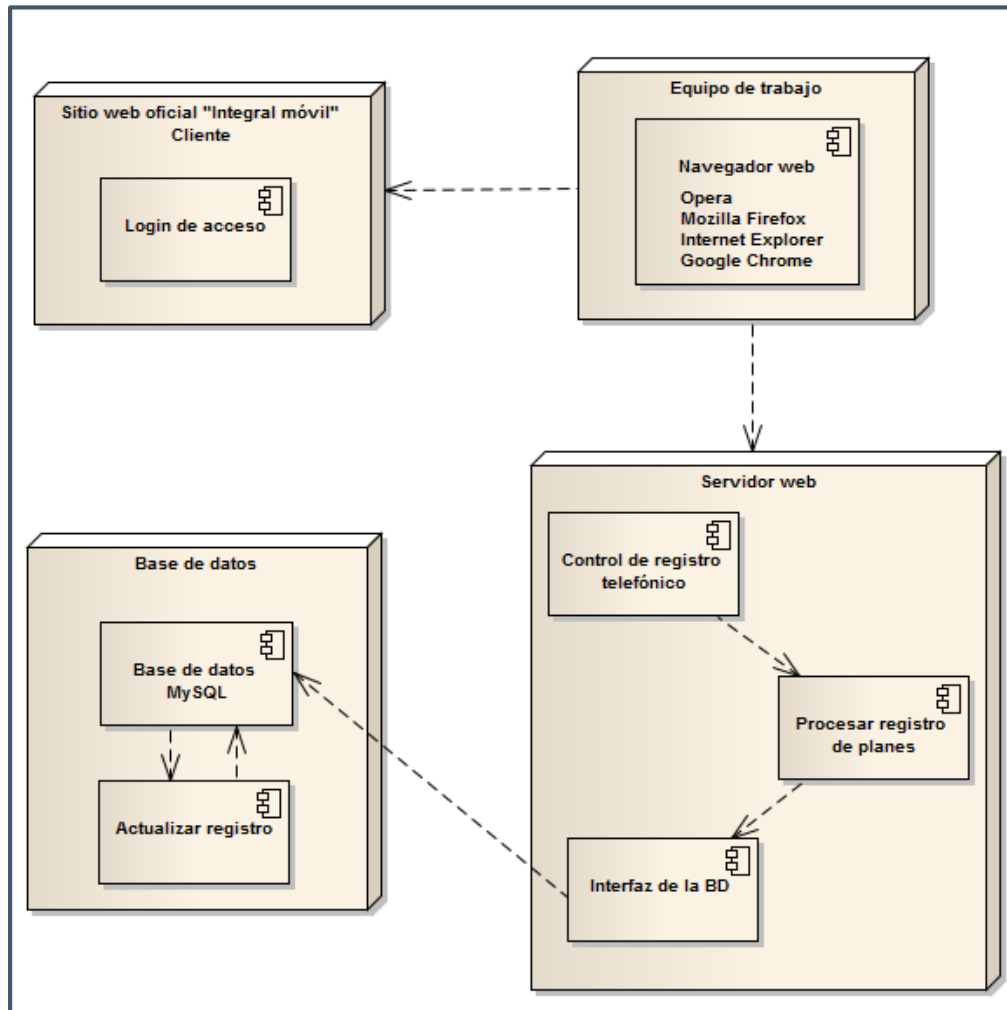 Sitio web oficial "Integral móvil"
Cliente
Login de acceso
Equipo de trabajo
Navegador web
Opera
Mozilla Firefox
Internet Explorer
Google Chrome
Servidor web
Control de registro
telefónico
Procesar registro
de planes
Interfaz de la BD
Base de datos
Base de datos
MySQL
Actualizar registro